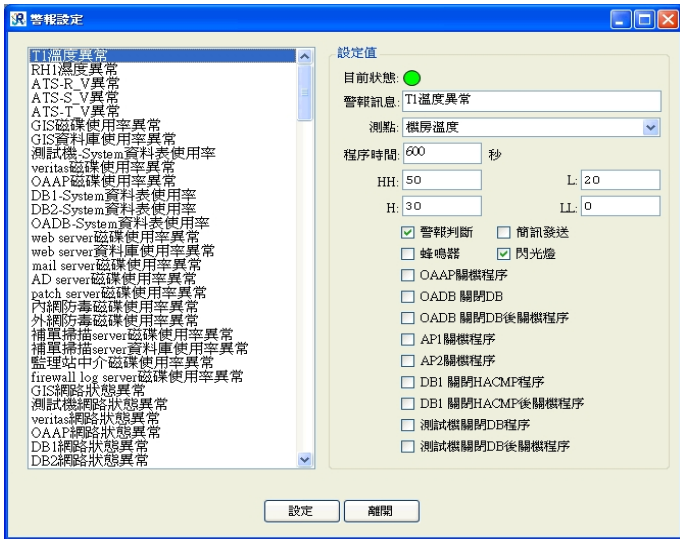 警報設定
T1溫度異常
RH1濕度異常
ATS-R_V異常
ATS-S_V異常
ATS-T_V異常
GIS磁碟使用率異常
GIS資料庫使用率異常
測試機-System資料表使用率
veritas磁碟使用率異常
OAAP磁碟使用率異常
DB1-System資料表使用率
DB2-System資料表使用率
OADB-System資料表使用率
web server磁碟使用率異常
web server資料庫使用率異常
mail server磁碟使用率異常
AD server磁碟使用率異常
patch server磁碟使用率異常
內網防毒磁碟使用率異常
外網防毒磁碟使用率異常
補單掃描server磁碟使用率異常
補單掃描server資料庫使用率異常
監理站中介磁碟使用率異常
firewall log server磁碟使用率異常
GIS網路狀態異常
測試機網路狀態異常
veritas網路狀態異常
OAAP網路狀態異常
DB1網路狀態異常
DB2網路狀態異常
設定值
目前狀態:
警報訊息: T1溫度異常
測點: 機房溫度
程序時間: 600 秒
HH: 50 L: 20
H: 30 LL: 0
警報判斷 簡訊發送
蜂鳴器 閃光燈
OAAP關機程序
OADB 關閉DB
OADB 關閉DB後關機程序
AP1關機程序
AP2關機程序
DB1 關閉HACMP程序
DB1 關閉HACMP後關機程序
測試機關閉DB程序
測試機關閉DB後關機程序
設定 離開